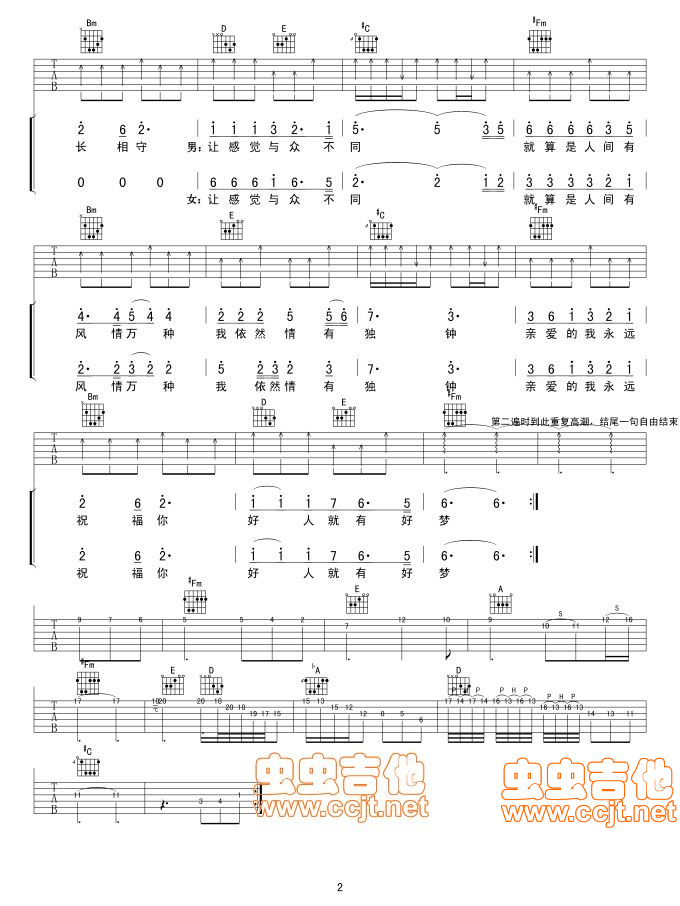 Bm D E #C #Fm
2 6 2· 1 1 1 3 2· 1 5· 5 3 5 6 6 6 6 3 5
长 相 守 男：让 感 觉 与 众 不 同 就 算 是 人 间 有
0 0 0 6 6 6 1 6· 5 2· 2 1 2 3 3 3 3 2 1
女：让 感 觉 与 众 不 同 就 算 是 人 间 有
Bm E #C #Fm
4· 4 5 4 4 2 2 2 5 5 6 7· 3· 3 6 1 3 2 1
风 情 万 种 我 依 然 情 有 独 钟 亲 爱 的 我 永 远
2· 2 3 2 2 5 2 3 2 3 3 7· 3· 3 6 1 3 2 1
风 情 万 种 我 依 然 情 有 独 钟 亲 爱 的 我 永 远
Bm D E #Fm 第二遍时到此重复高潮，结尾一句自由结束
2 6 2· 1 1 1 7 6· 5 6· 6·
祝 福 你 好 人 就 有 好 梦
2 6 2· 1 1 1 7 6· 5 6· 6·
祝 福 你 好 人 就 有 好 梦
#Fm E A
9 7 6 5 5 4 2 7 12 10 9 10 11 S 12 16 S
#Fm E D A D
17 17 20 20 18 20 18 19 17 15 15 13 15 12 12 8 5 6 17 14 17 14 16 13 16 13 14 13 11
P P P H P P H P
#C
11 11 3 4
虫虫吉他
www.ccjt.net
虫虫吉他
www.ccjt.net
2